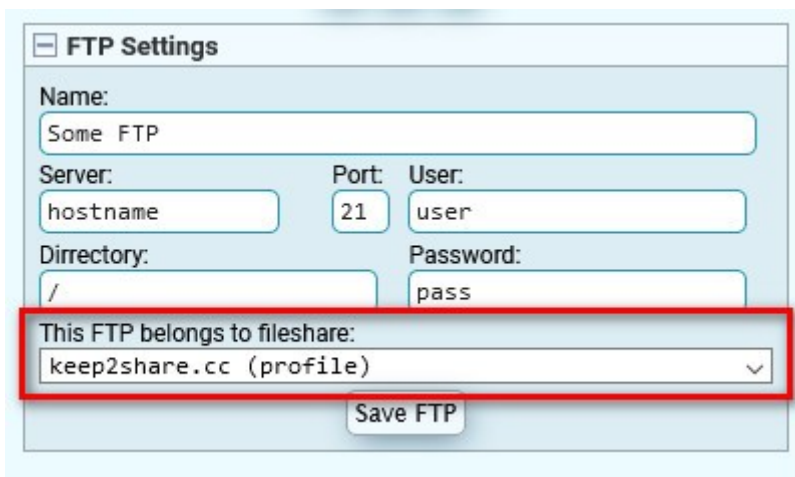 FTP Settings
Name:
Some FTP
Server: Port: User:
hostname 21 user
Dirrectory: Password:
/ pass
This FTP belongs to fileshare:
keep2share.cc (profile)
Save FTP